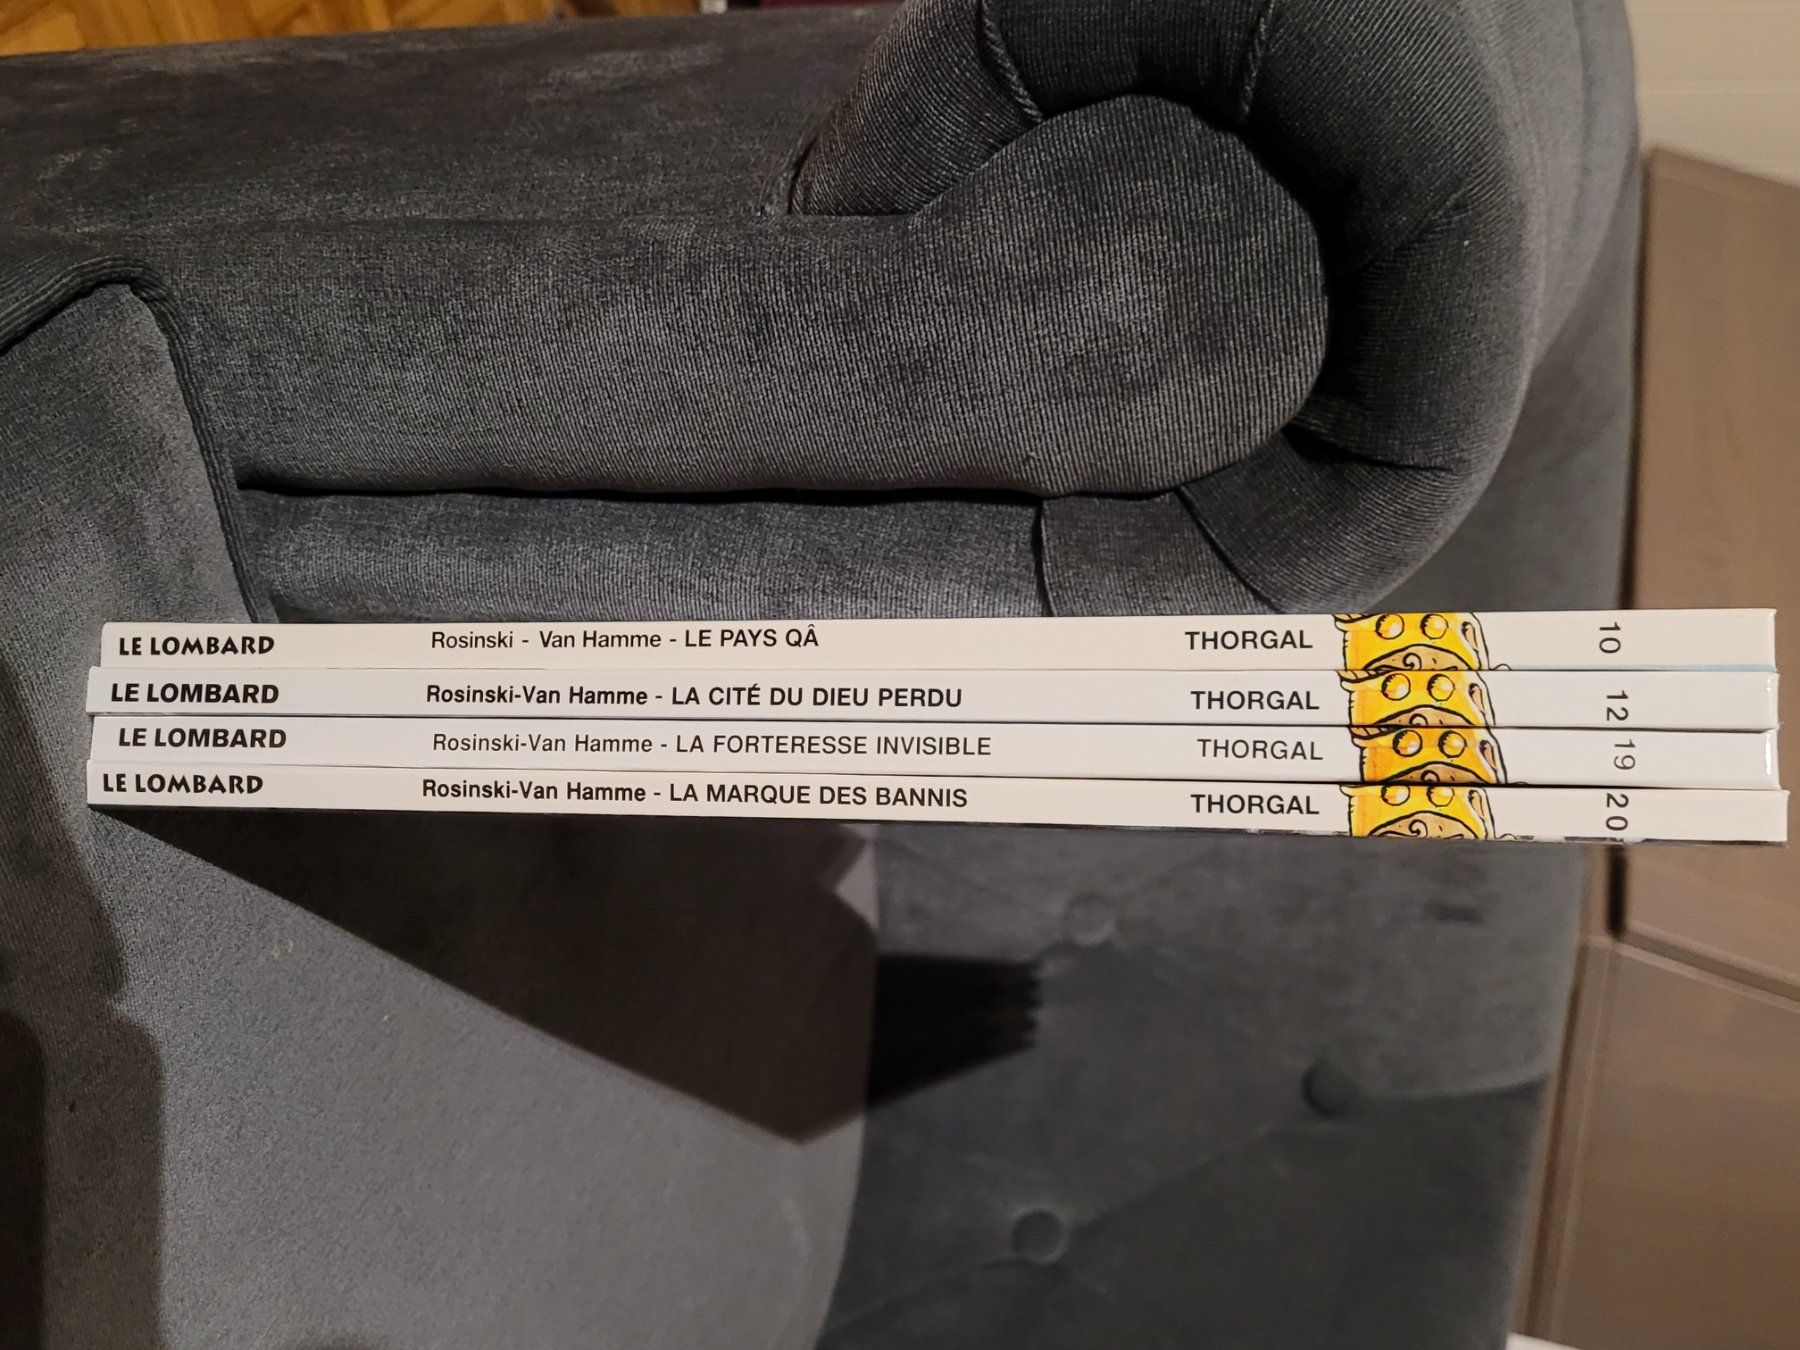 LE LOMBARD Rosinski - Van Hamme - LE PAYS QÂ THORGAL 10
LE LOMBARD Rosinski-Van Hamme - LA CITÉ DU DIEU PERDU THORGAL 12
LE LOMBARD Rosinski-Van Hamme - LA FORTERESSE INVISIBLE THORGAL 19
LE LOMBARD Rosinski-Van Hamme - LA MARQUE DES BANNIS THORGAL 20